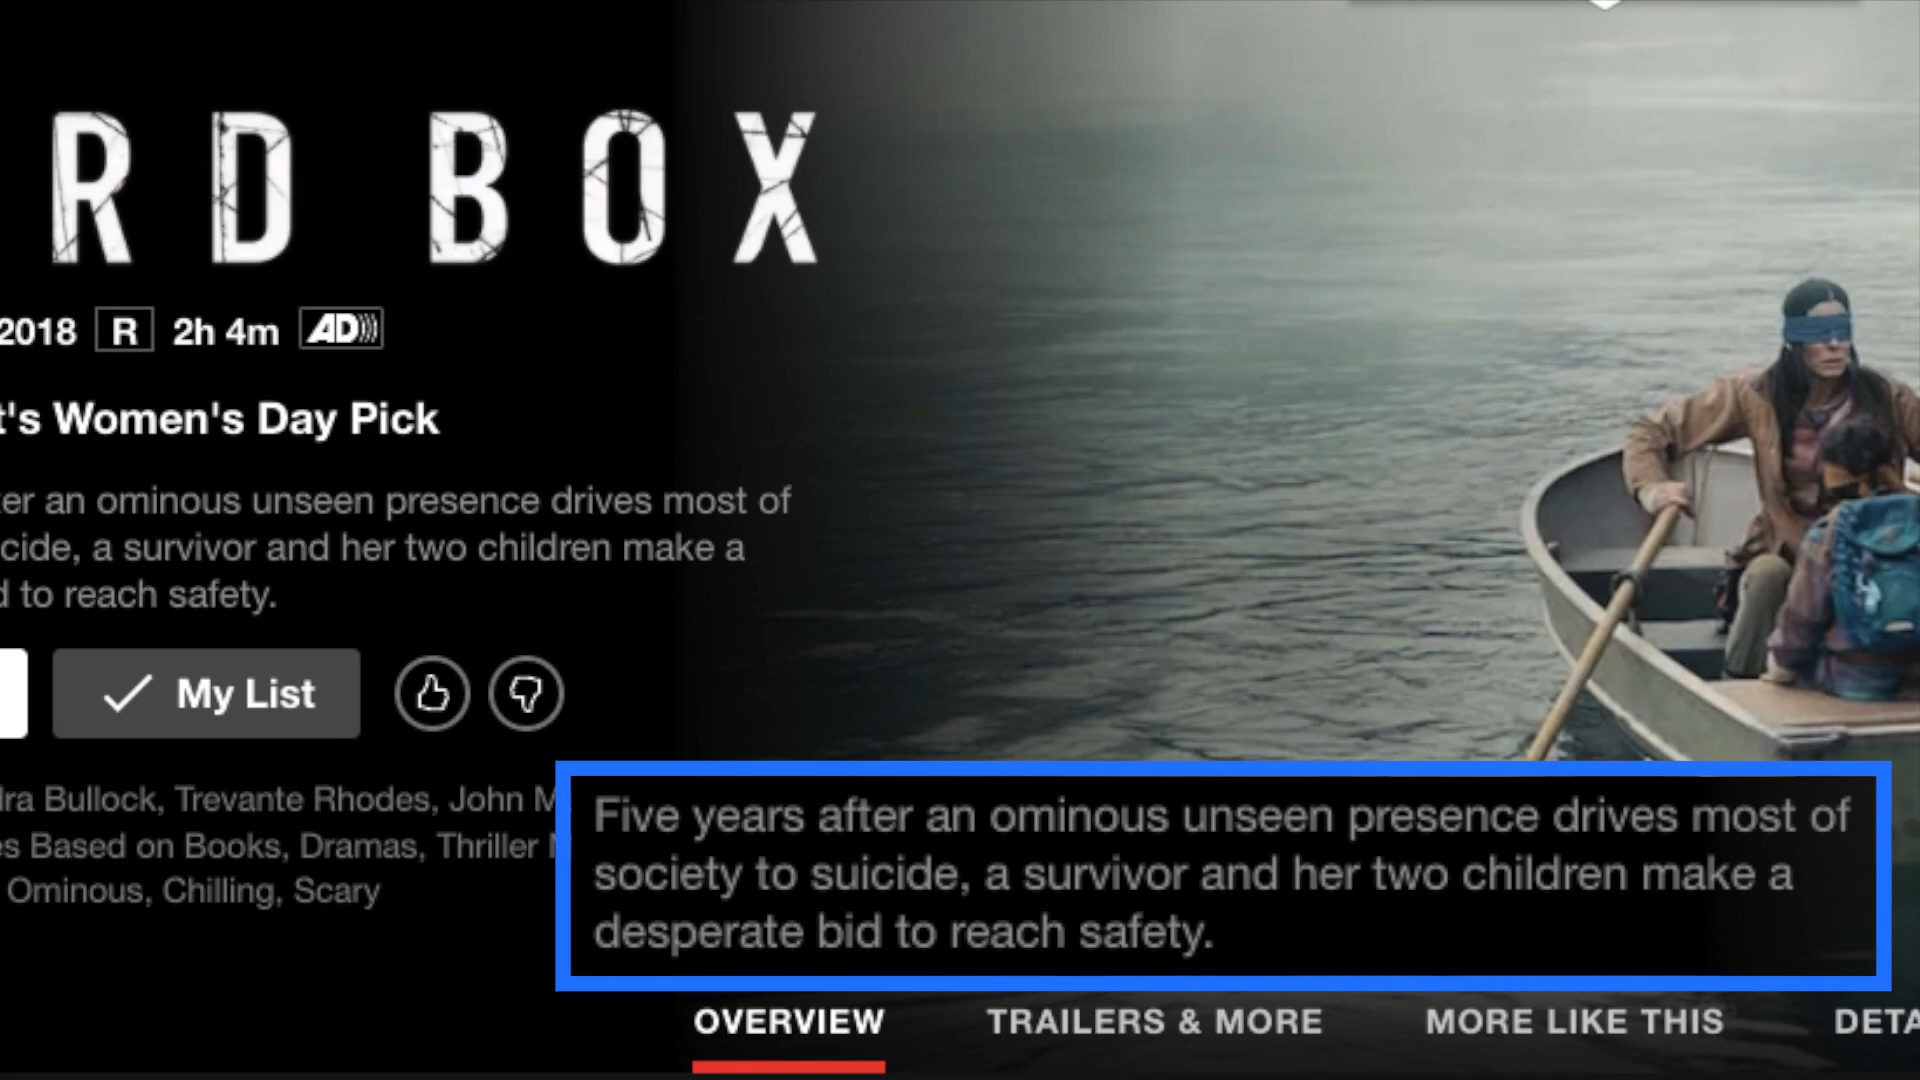 RD BOX
2018 R 2h 4m AD
t's Women's Day Pick
er an ominous unseen presence drives most of
cide, a survivor and her two children make a
d to reach safety.
My List
dra Bullock, Trevante Rhodes, John M
es Based on Books, Dramas, Thriller
Ominous, Chilling, Scary
Five years after an ominous unseen presence drives most of
society to suicide, a survivor and her two children make a
desperate bid to reach safety.
OVERVIEW TRAILERS & MORE MORE LIKE THIS DETA